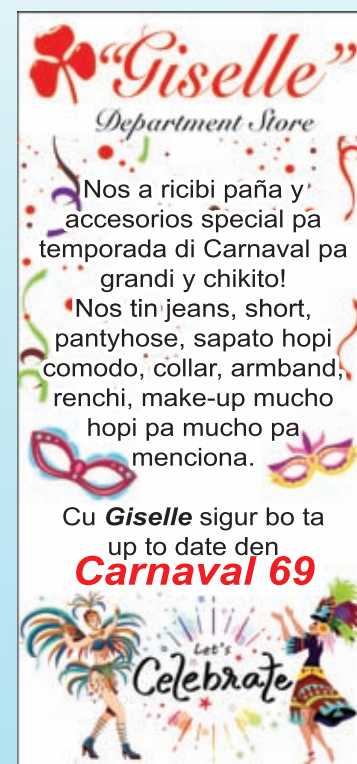 “Giselle”
Department Store
Nos a ricibi paña y
accesorios special pa
temporada di Carnaval pa
grandi y chikito!
Nos tin jeans, short,
pantyhose, sapato hopi
comodo, collar, armband,
renchi, make-up mucho
hopi pa mucho pa
menciona.
Cu Giselle sigur bo ta
up to date den
Carnaval 69
Let's
Celebrate